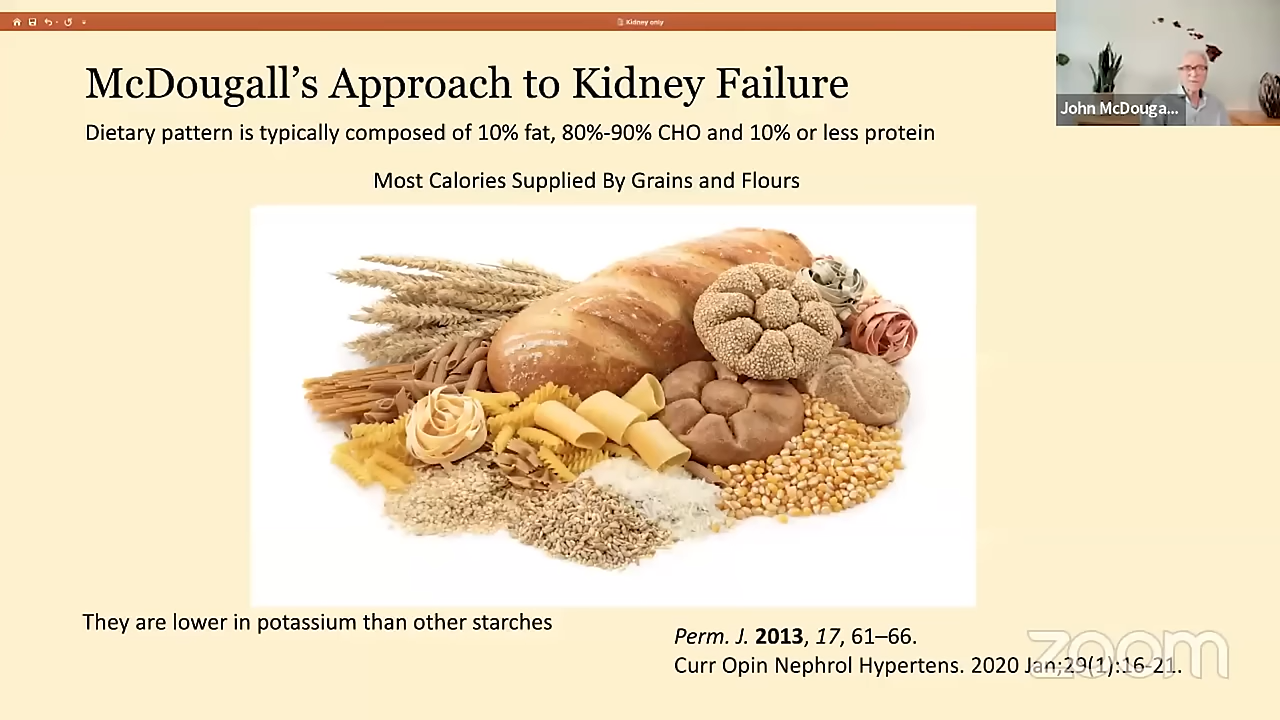 Kidney only
McDougall's Approach to Kidney Failure
John McDouga...
Dietary pattern is typically composed of 10% fat, 80%-90% CHO and 10% or less protein
Most Calories Supplied By Grains and Flours
They are lower in potassium than other starches
Perm. J. 2013, 17, 61–66.
Curr Opin Nephrol Hypertens. 2020 Jan;29(1):16-21.
zoom